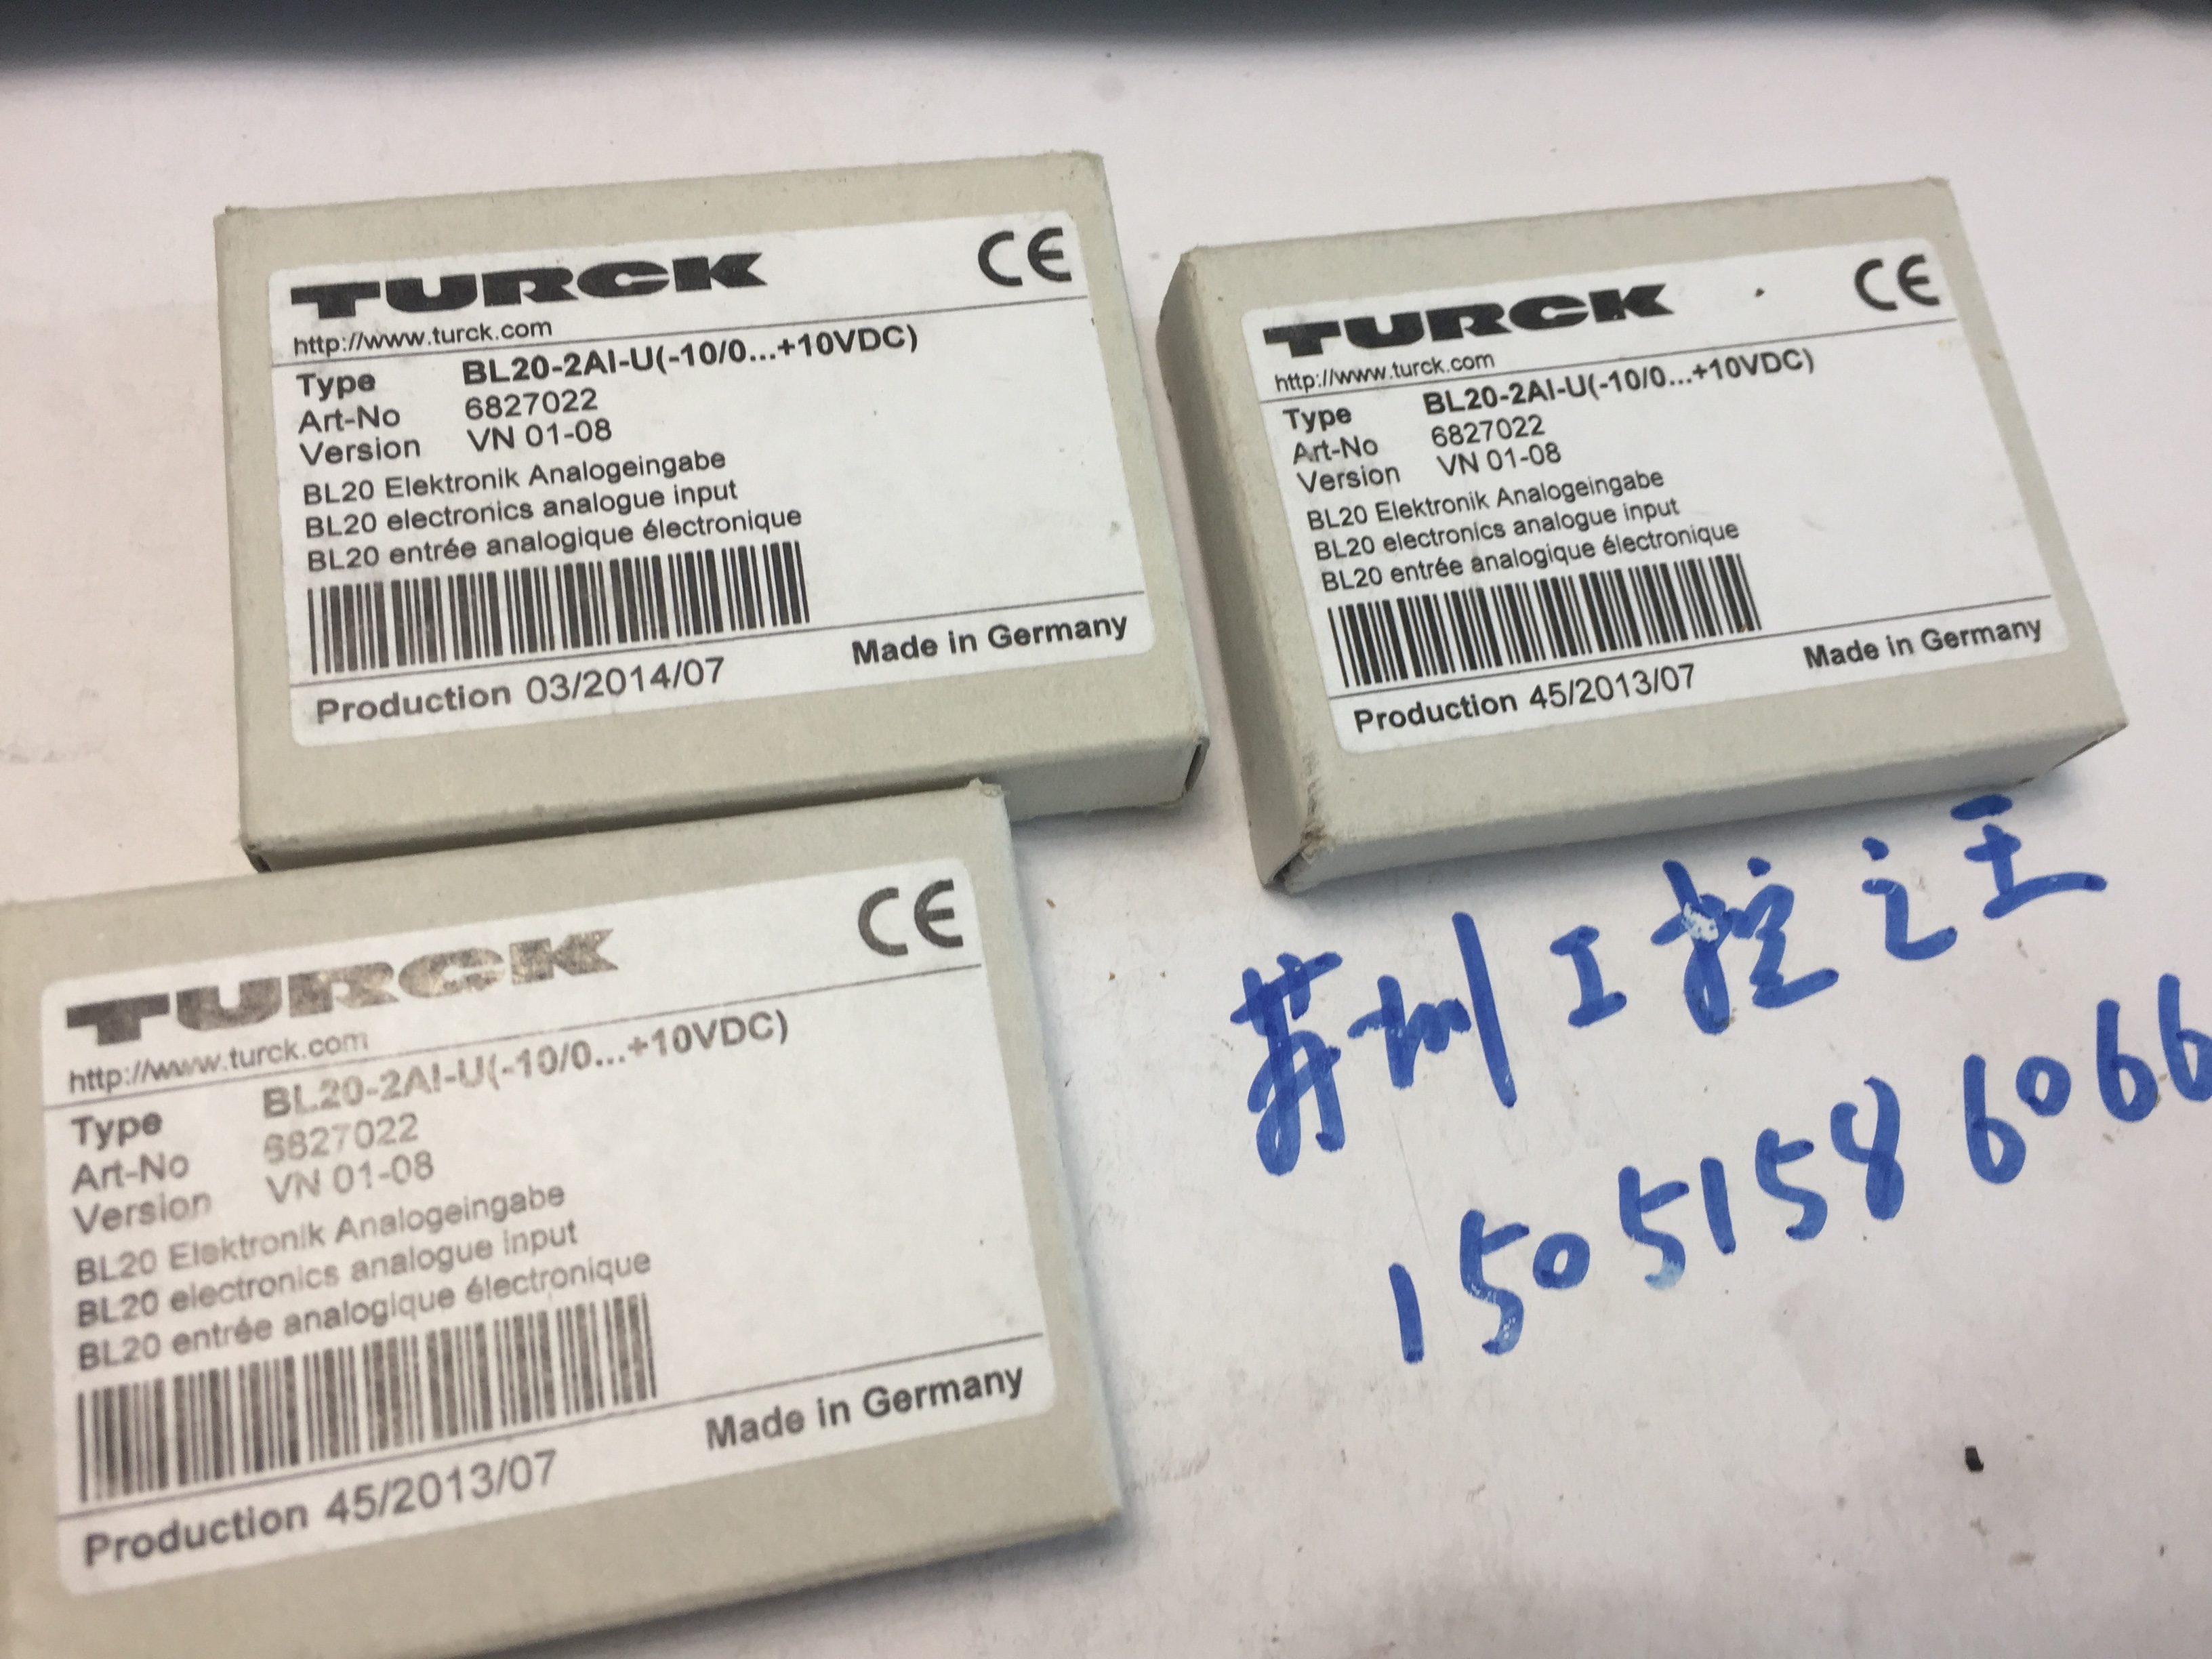 TURCK
CE
http://www.turck.com
Type BL20-2AI-U(-10/0...+10VDC)
Art-No 6827022
Version VN 01-08
BL20 Elektronik Analogeingabe
BL20 electronics analogue input
BL20 entrée analogique électronique
Production 03/2014/07
Made in Germany
TURCK
CE
http://www.turck.com
Type BL20-2AI-U(-10/0...+10VDC)
Art-No 6827022
Version VN 01-08
BL20 Elektronik Analogeingabe
BL20 electronics analogue input
BL20 entrée analogique électronique
Production 45/2013/07
Made in Germany
TURCK
CE
http://www.turck.com
Type BL20-2AI-U(-10/0...+10VDC)
Art-No 6827022
Version VN 01-08
BL20 Elektronik Analogeingabe
BL20 electronics analogue input
BL20 entrée analogique électronique
Production 45/2013/07
Made in Germany
苏州工控之王
15051586066